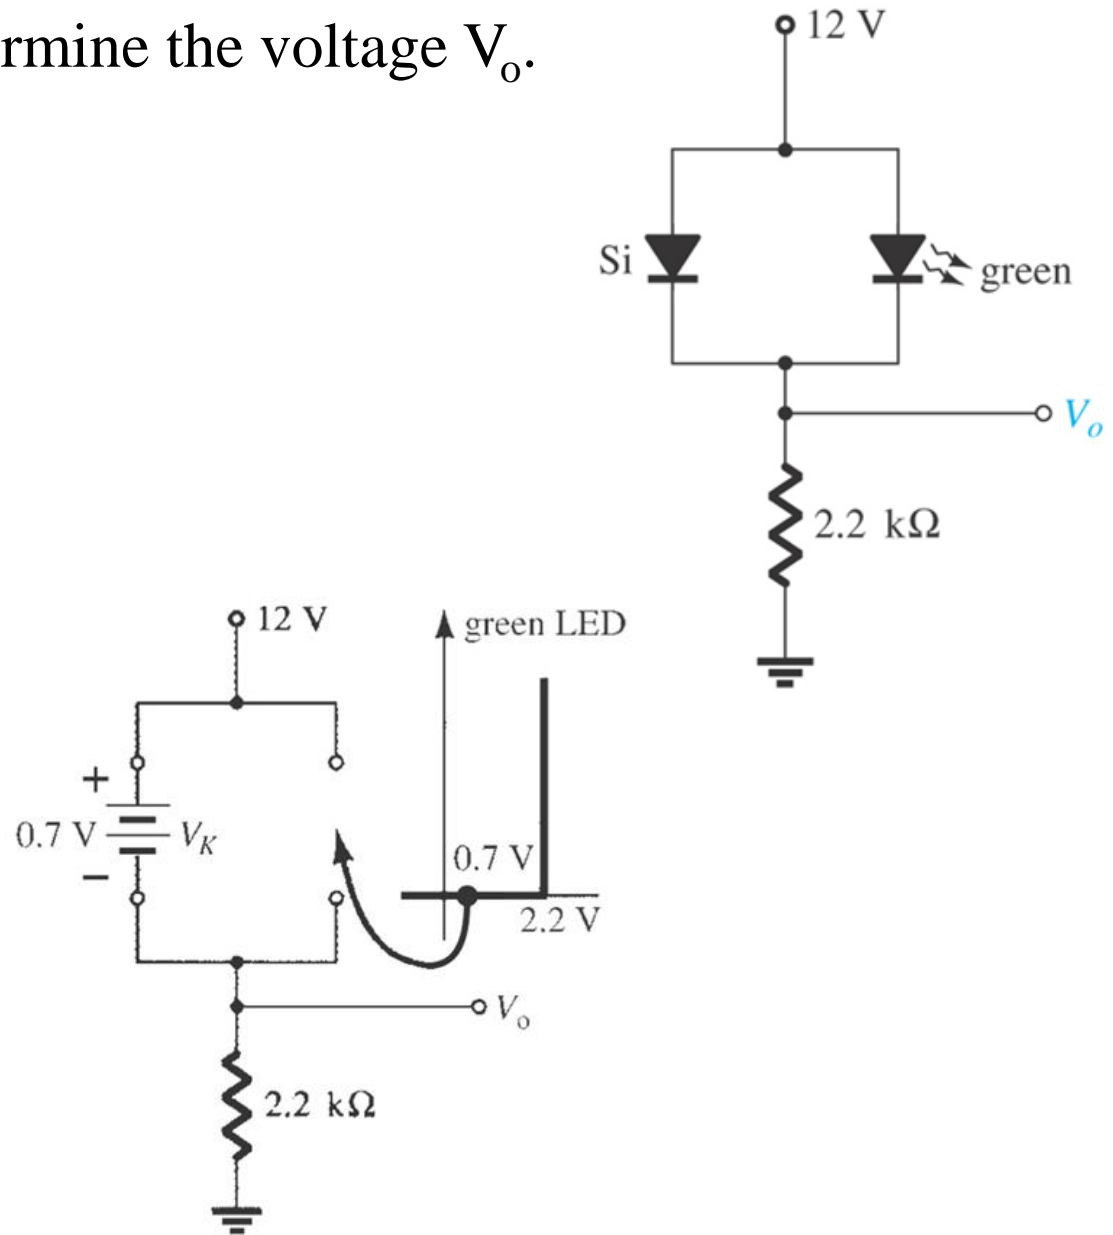 rmine the voltage Vₒ.
12 V
Si
green
Vₒ
2.2 kΩ
12 V
green LED
+
0.7 V
V_K
−
0.7 V
2.2 V
Vₒ
2.2 kΩ